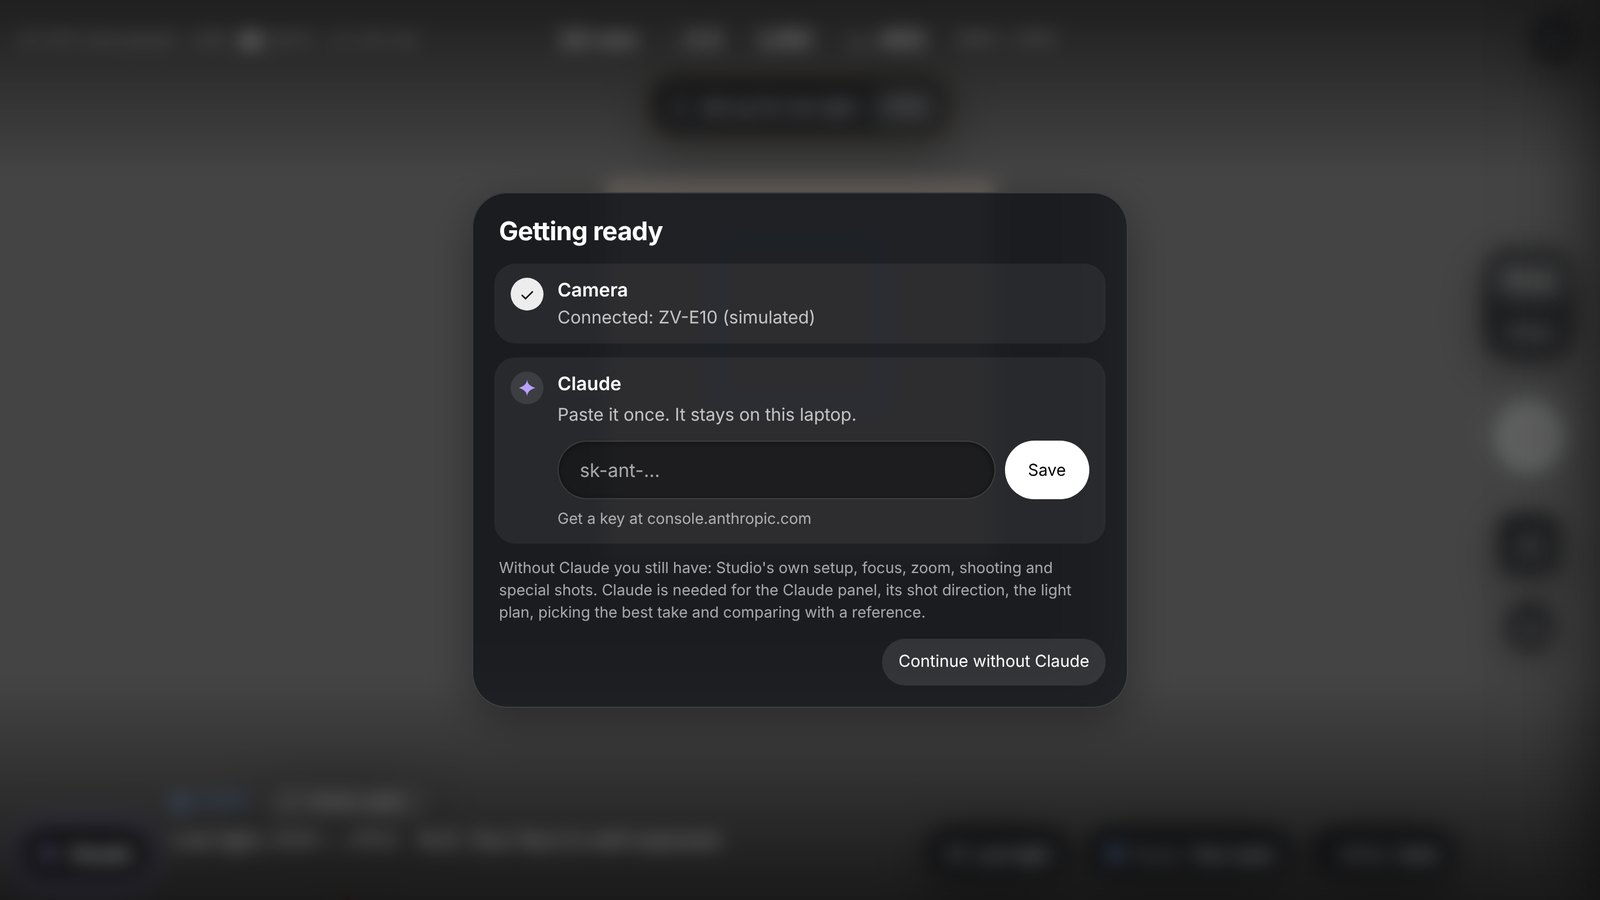 Getting ready
Camera
Connected: ZV-E10 (simulated)
Claude
Paste it once. It stays on this laptop.
sk-ant-...
Save
Get a key at console.anthropic.com
Without Claude you still have: Studio's own setup, focus, zoom, shooting and
special shots. Claude is needed for the Claude panel, its shot direction, the light
plan, picking the best take and comparing with a reference.
Continue without Claude